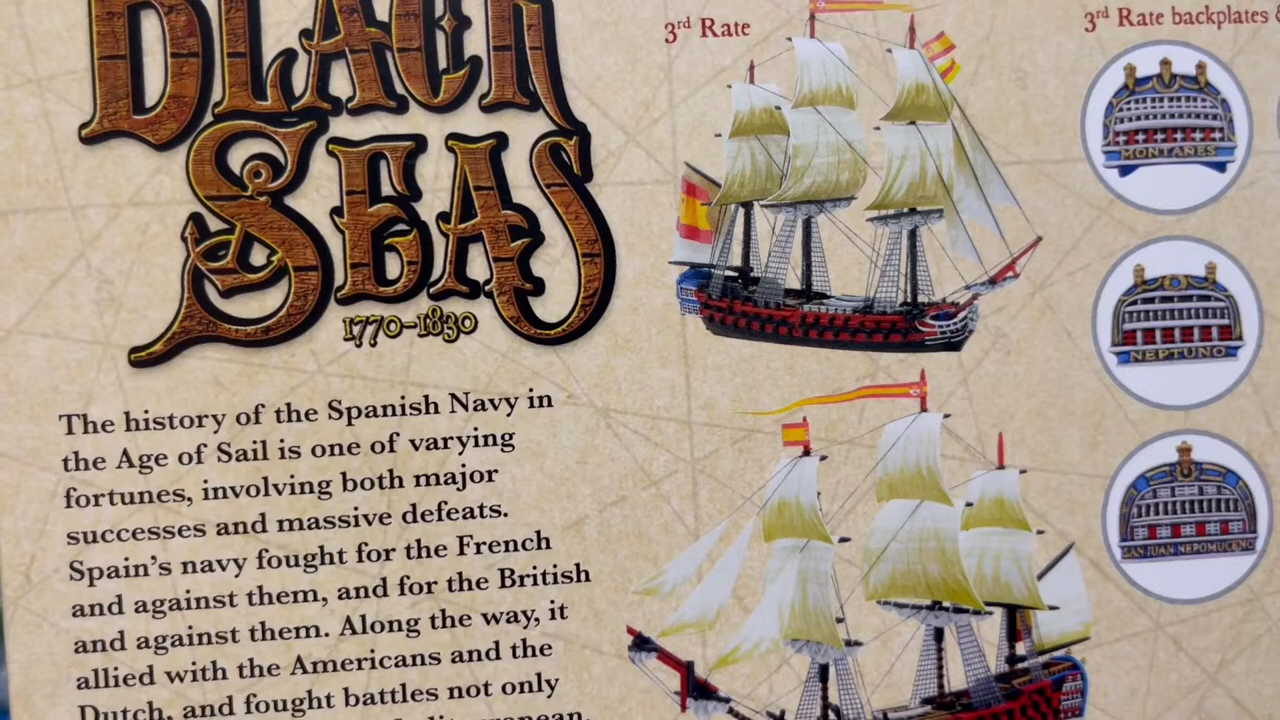 BLACK
SEAS
1770-1830
The history of the Spanish Navy in
the Age of Sail is one of varying
fortunes, involving both major
successes and massive defeats.
Spain's navy fought for the French
and against them, and for the British
and against them. Along the way, it
allied with the Americans and the
Dutch, and fought battles not only
3rd Rate
3rd Rate backplates &
MONTAÑES
NEPTUNO
SAN JUAN NEPOMUCENO